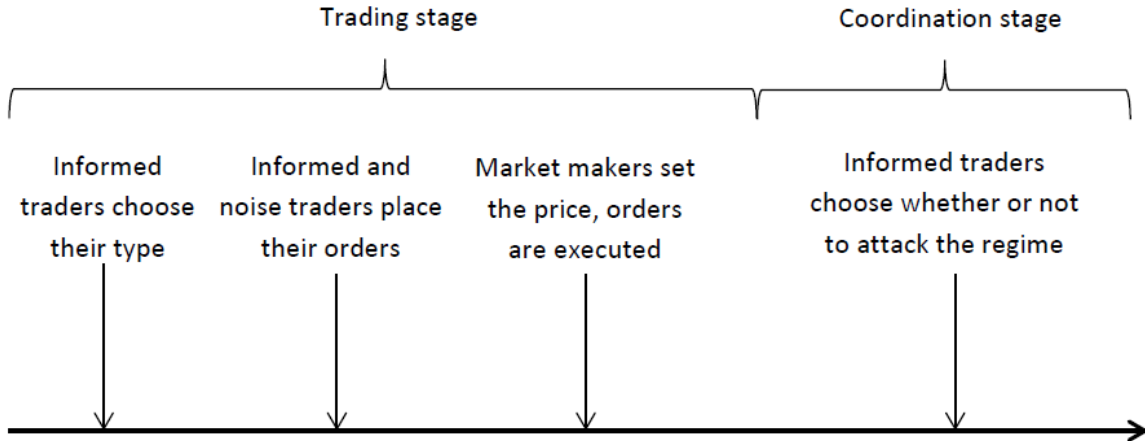 Trading stage
Coordination stage
Informed
traders choose
their type
Informed and
noise traders place
their orders
Market makers set
the price, orders
are executed
Informed traders
choose whether or not
to attack the regime